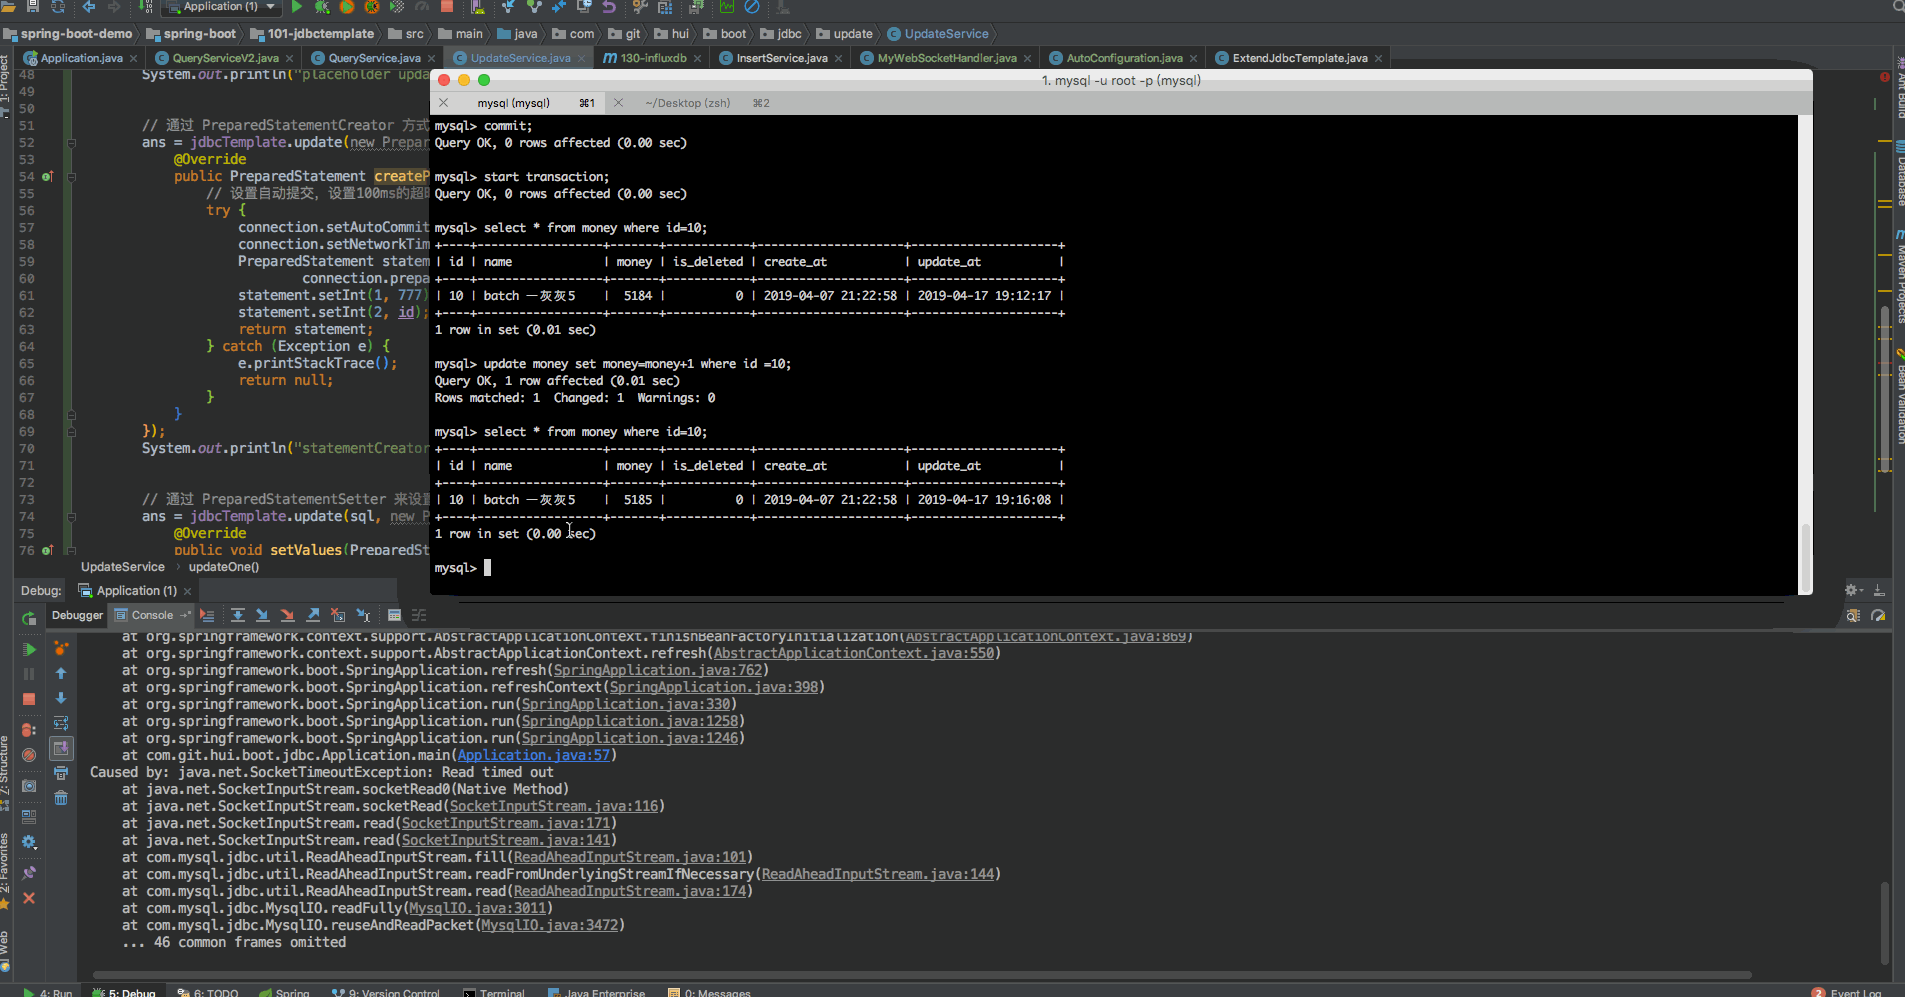 Application (1)
spring-boot-demo spring-boot 101-jdbctemplate src main java com git hui boot jdbc update UpdateService
Application.java QueryServiceV2.java QueryService.java UpdateService.java 130-influxdb InsertService.java MyWebSocketHandler.java AutoConfiguration.java ExtendJdbcTemplate.java
1: Project
Z: Structure
2: Favorites
Web
Ant Build
Database
Maven Projects
Bean Validation
48 System.out.println("placeholder upda
49
50
51 // 通过 PreparedStatementCreator 方式
52 ans = jdbcTemplate.update(new Prepar
53 @Override
54 public PreparedStatement createP
55 // 设置自动提交，设置100ms的超时
56 try {
57 connection.setAutoCommit
58 connection.setNetworkTim
59 PreparedStatement statem
60 connection.prepa
61 statement.setInt(1, 777)
62 statement.setInt(2, id);
63 return statement;
64 } catch (Exception e) {
65 e.printStackTrace();
66 return null;
67 }
68 }
69 });
70 System.out.println("statementCreator
71
72
73 // 通过 PreparedStatementSetter 来设置
74 ans = jdbcTemplate.update(sql, new P
75 @Override
76 public void setValues(PreparedSt
UpdateService › updateOne()
1. mysql -u root -p (mysql)
mysql (mysql) ⌘1 ~/Desktop (zsh) ⌘2
mysql> commit;
Query OK, 0 rows affected (0.00 sec)
mysql> start transaction;
Query OK, 0 rows affected (0.00 sec)
mysql> select * from money where id=10;
+----+----------------+-------+------------+---------------------+---------------------+
| id | name | money | is_deleted | create_at | update_at |
+----+----------------+-------+------------+---------------------+---------------------+
| 10 | batch 一灰灰5 | 5184 | 0 | 2019-04-07 21:22:58 | 2019-04-17 19:12:17 |
+----+----------------+-------+------------+---------------------+---------------------+
1 row in set (0.01 sec)
mysql> update money set money=money+1 where id =10;
Query OK, 1 row affected (0.01 sec)
Rows matched: 1 Changed: 1 Warnings: 0
mysql> select * from money where id=10;
+----+----------------+-------+------------+---------------------+---------------------+
| id | name | money | is_deleted | create_at | update_at |
+----+----------------+-------+------------+---------------------+---------------------+
| 10 | batch 一灰灰5 | 5185 | 0 | 2019-04-07 21:22:58 | 2019-04-17 19:16:08 |
+----+----------------+-------+------------+---------------------+---------------------+
1 row in set (0.00 sec)
mysql>
Debug: Application (1)
Debugger Console
at org.springframework.context.support.AbstractApplicationContext.finishBeanFactoryInitialization(AbstractApplicationContext.java:869)
at org.springframework.context.support.AbstractApplicationContext.refresh(AbstractApplicationContext.java:550)
at org.springframework.boot.SpringApplication.refresh(SpringApplication.java:762)
at org.springframework.boot.SpringApplication.refreshContext(SpringApplication.java:398)
at org.springframework.boot.SpringApplication.run(SpringApplication.java:330)
at org.springframework.boot.SpringApplication.run(SpringApplication.java:1258)
at org.springframework.boot.SpringApplication.run(SpringApplication.java:1246)
at com.git.hui.boot.jdbc.Application.main(Application.java:57)
Caused by: java.net.SocketTimeoutException: Read timed out
at java.net.SocketInputStream.socketRead0(Native Method)
at java.net.SocketInputStream.socketRead(SocketInputStream.java:116)
at java.net.SocketInputStream.read(SocketInputStream.java:171)
at java.net.SocketInputStream.read(SocketInputStream.java:141)
at com.mysql.jdbc.util.ReadAheadInputStream.fill(ReadAheadInputStream.java:101)
at com.mysql.jdbc.util.ReadAheadInputStream.readFromUnderlyingStreamIfNecessary(ReadAheadInputStream.java:144)
at com.mysql.jdbc.util.ReadAheadInputStream.read(ReadAheadInputStream.java:174)
at com.mysql.jdbc.MysqlIO.readFully(MysqlIO.java:3011)
at com.mysql.jdbc.MysqlIO.reuseAndReadPacket(MysqlIO.java:3472)
... 46 common frames omitted
4: Run 5: Debug 6: TODO Spring 9: Version Control Terminal Java Enterprise 0: Messages 2 Event Log